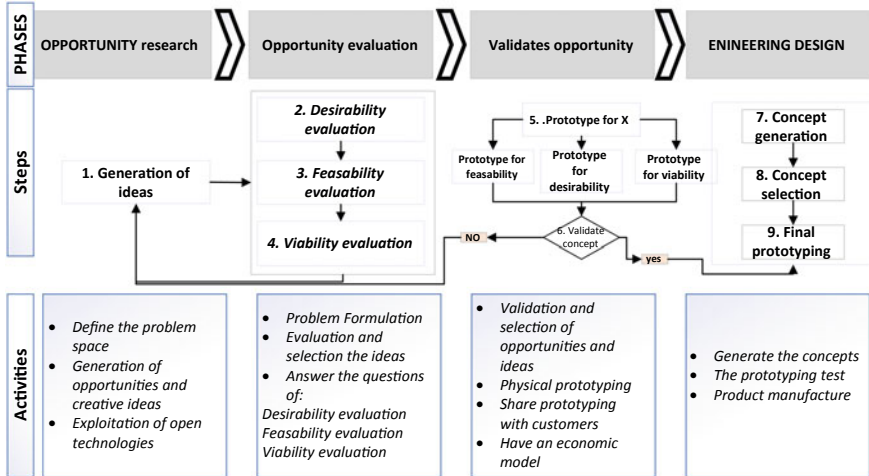 PHASES
OPPORTUNITY research
Opportunity evaluation
Validates opportunity
ENINEERING DESIGN
Steps
1. Generation of
ideas
2. Desirability
evaluation
3. Feasability
evaluation
4. Viability evaluation
5. .Prototype for X
Prototype for
feasability
Prototype
for
desirability
Prototype
for viability
6. Validate
concept
NO
yes
7. Concept
generation
8. Concept
selection
9. Final
prototyping
Activities
• Define the problem
space
• Generation of
opportunities and
creative ideas
• Exploitation of open
technologies
• Problem Formulation
• Evaluation and
selection the ideas
• Answer the questions
of:
Desirability evaluation
Feasability evaluation
Viability evaluation
• Validation and
selection of
opportunities and
ideas
• Physical prototyping
• Share prototyping
with customers
• Have an economic
model
• Generate the concepts
• The prototyping test
• Product manufacture